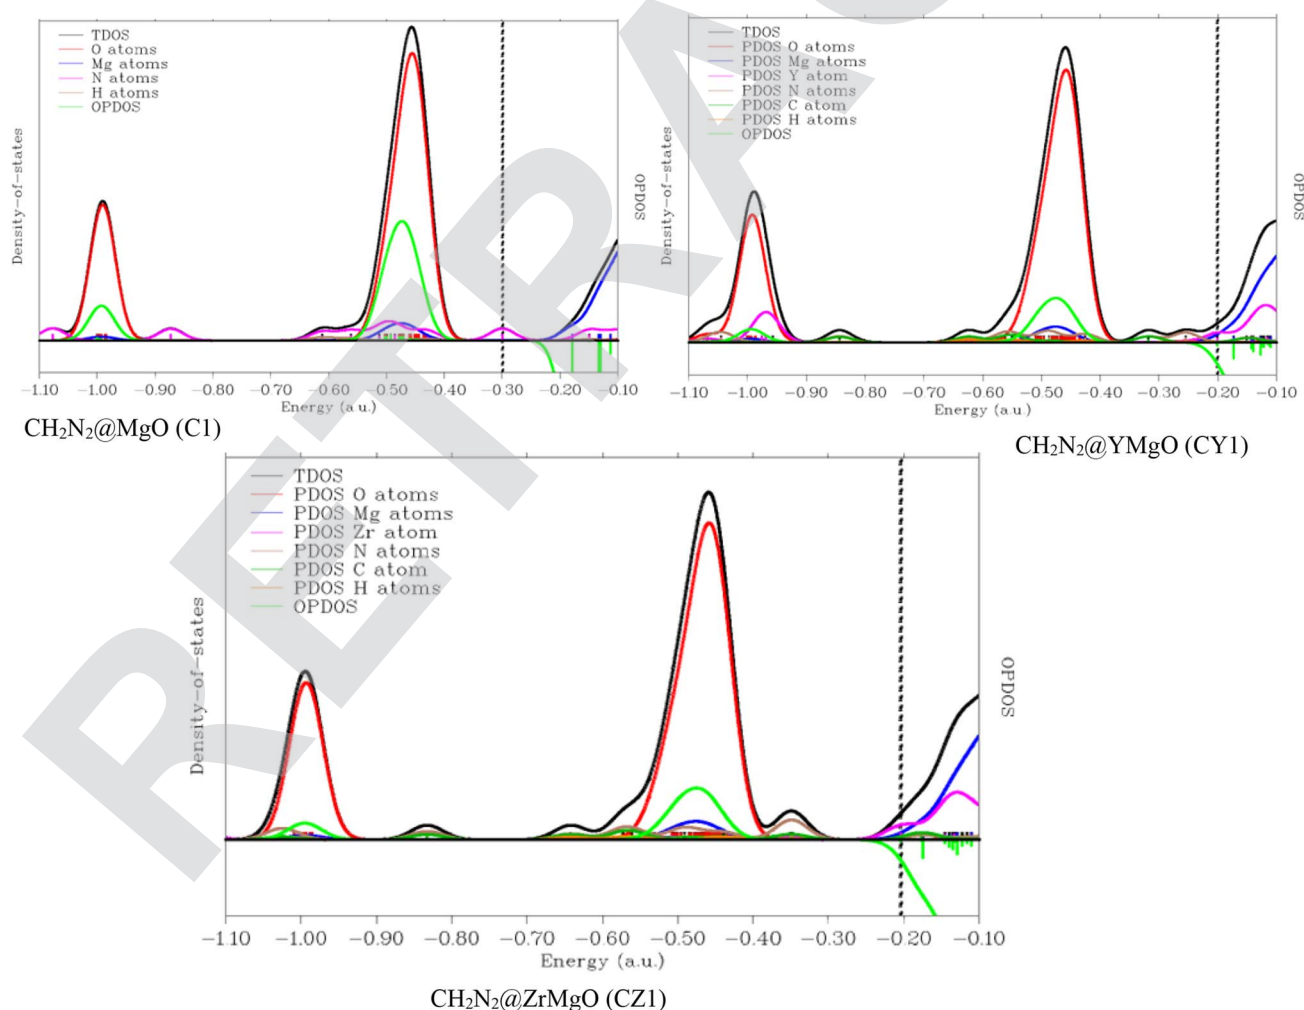 TDOS
O atoms
Mg atoms
N atoms
H atoms
OPDOS
Density-of-states
OPDOS
-1.10 -1.00 -0.90 -0.80 -0.70 -0.60 -0.50 -0.40 -0.30 -0.20 -0.10
Energy (a.u.)
CH₂N₂@MgO (C1)
TDOS
PDOS O atoms
PDOS Mg atoms
PDOS Y atom
PDOS N atoms
PDOS C atom
PDOS H atoms
OPDOS
Density-of-states
OPDOS
-1.10 -1.00 -0.90 -0.80 -0.70 -0.60 -0.50 -0.40 -0.30 -0.20 -0.10
Energy (a.u.)
CH₂N₂@YMgO (CY1)
TDOS
PDOS O atoms
PDOS Mg atoms
PDOS Zr atom
PDOS N atoms
PDOS C atom
PDOS H atoms
OPDOS
Density-of-states
OPDOS
-1.10 -1.00 -0.90 -0.80 -0.70 -0.60 -0.50 -0.40 -0.30 -0.20 -0.10
Energy (a.u.)
CH₂N₂@ZrMgO (CZ1)
RETRAC